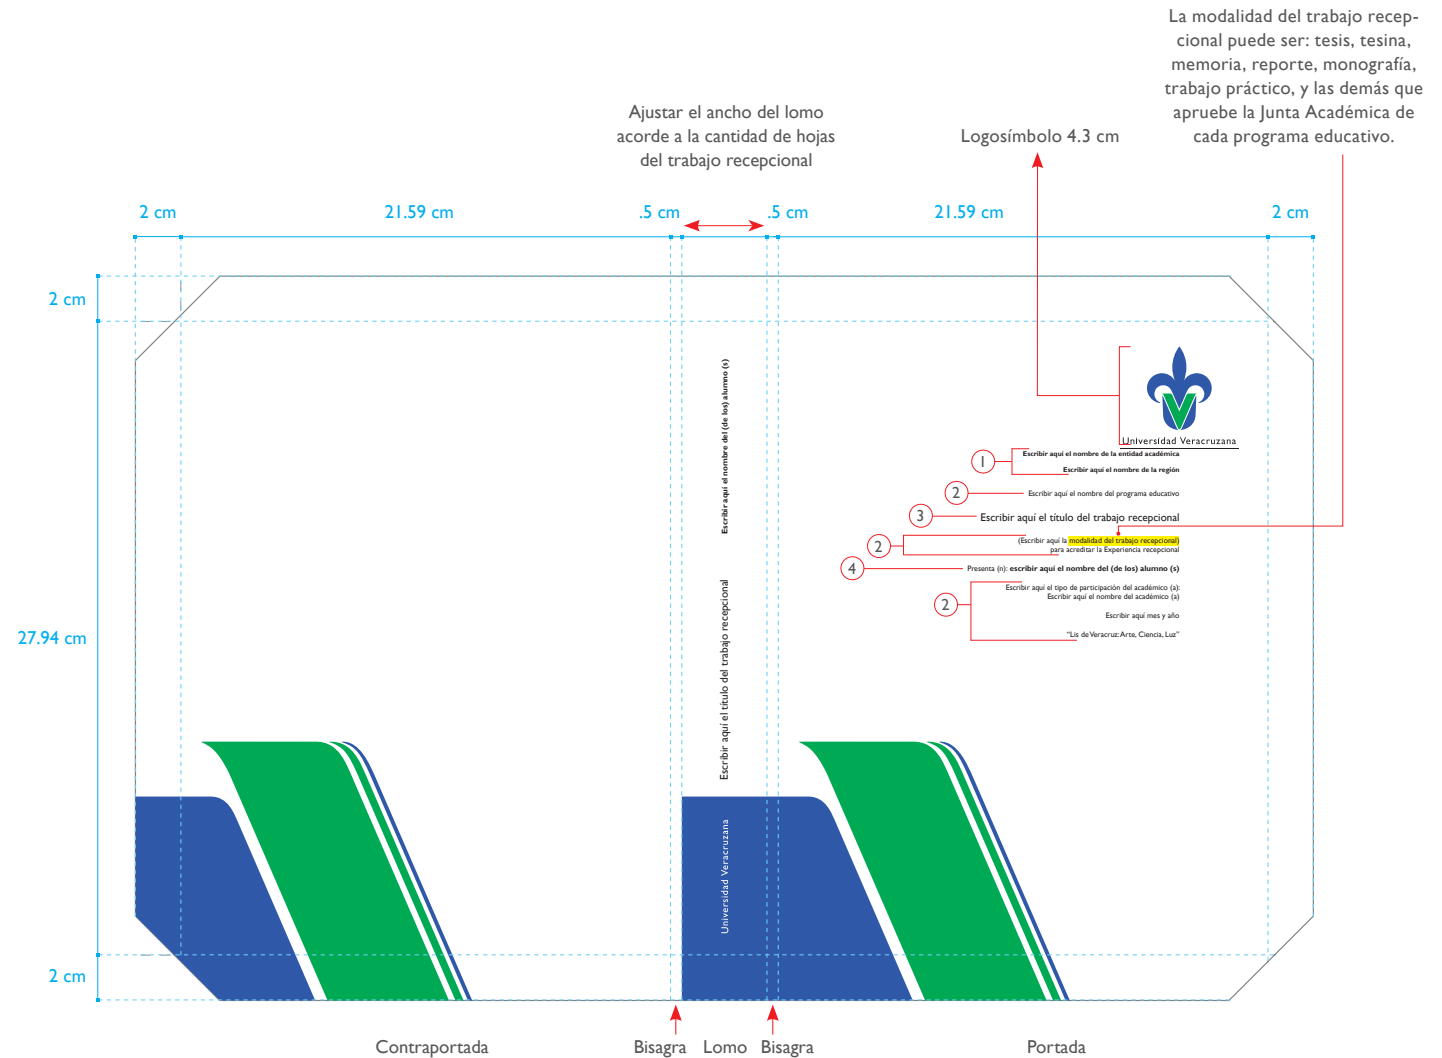 La modalidad del trabajo recep-
cional puede ser: tesis, tesina,
memoria, reporte, monografía,
trabajo práctico, y las demás que
apruebe la Junta Académica de
cada programa educativo.
Ajustar el ancho del lomo
acorde a la cantidad de hojas
del trabajo recepcional
Logosímbolo 4.3 cm
2 cm
21.59 cm
.5 cm
.5 cm
21.59 cm
2 cm
2 cm
27.94 cm
2 cm
Escribir aquí el nombre del (de los) alumno (s)
Escribir aquí el título del trabajo recepcional
Universidad Veracruzana
Universidad Veracruzana
1
Escribir aquí el nombre de la entidad académica
Escribir aquí el nombre de la región
2
Escribir aquí el nombre del programa educativo
3
Escribir aquí el título del trabajo recepcional
2
(Escribir aquí la modalidad del trabajo recepcional)
para acreditar la Experiencia recepcional
4
Presenta (n): escribir aquí el nombre del (de los) alumno (s)
2
Escribir aquí el tipo de participación del académico (a):
Escribir aquí el nombre del académico (a)
Escribir aquí mes y año
"Lis de Veracruz: Arte, Ciencia, Luz"
Contraportada
Bisagra
Lomo
Bisagra
Portada